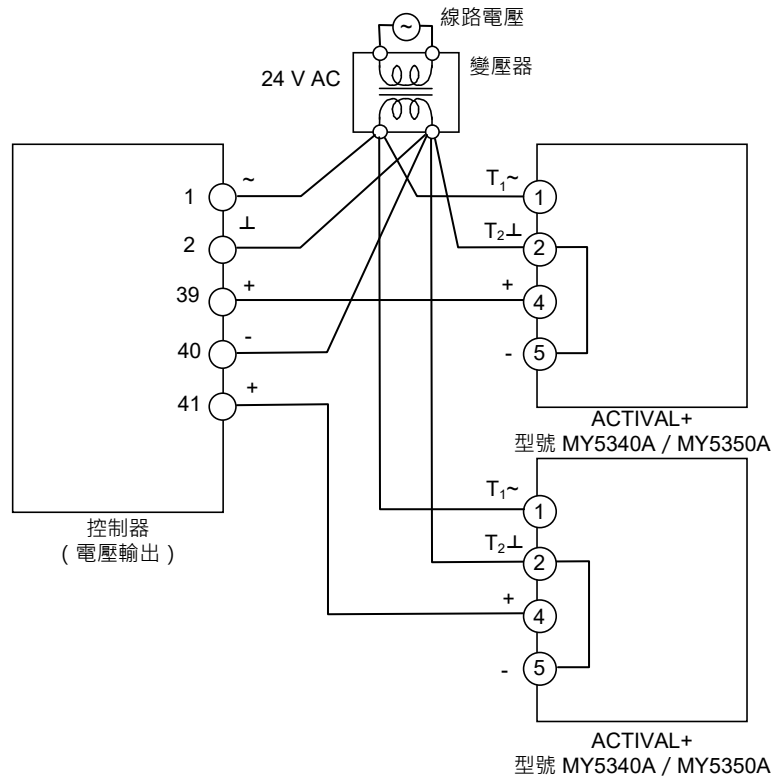 線路電壓
變壓器
24 V AC
1 ~
2 ⊥
39 +
40 -
41 +
控制器
( 電壓輸出 )
T₁~ 1
T₂⊥ 2
+ 4
- 5
ACTIVAL+
型號 MY5340A / MY5350A
T₁~ 1
T₂⊥ 2
+ 4
- 5
ACTIVAL+
型號 MY5340A / MY5350A